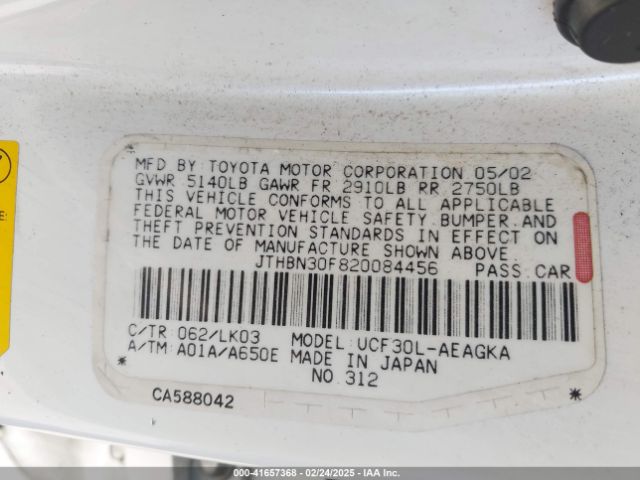 MFD BY: TOYOTA MOTOR CORPORATION 05/02
GVWR 5140LB GAWR FR 2910LB RR 2750LB
THIS VEHICLE CONFORMS TO ALL APPLICABLE
FEDERAL MOTOR VEHICLE SAFETY. BUMPER. AND
THEFT PREVENTION STANDARDS IN EFFECT ON
THE DATE OF MANUFACTURE SHOWN ABOVE.
JTHBN30F820084456 PASS. CAR
C/TR: 062/LK03 MODEL: UCF30L-AEAGKA
A/TM: A01A/A650E MADE IN JAPAN
NO. 312
CA588042
000-41657368 | 02/24/2025 | Copyright © IAA, LLC.